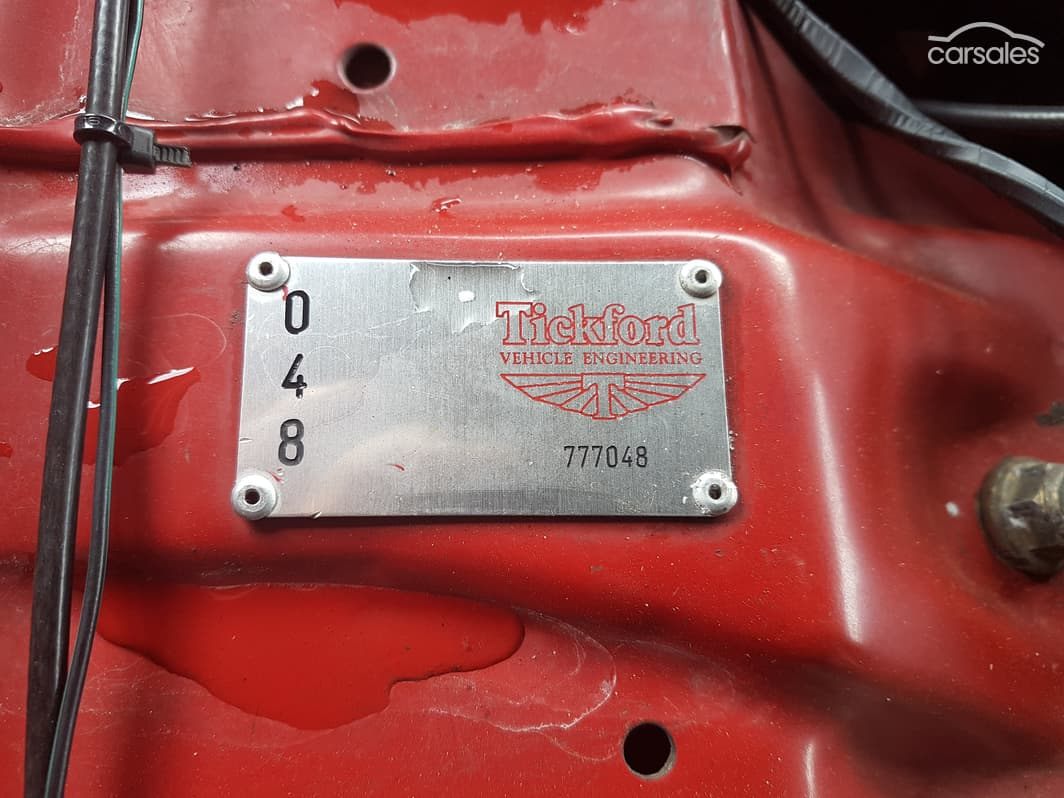 carsales
0
4
8
Tickford
VEHICLE ENGINEERING
777048